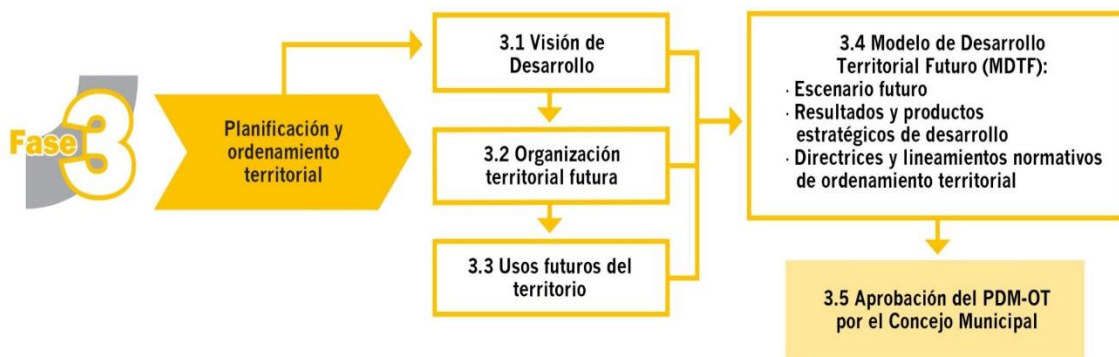 Fase 3
Planificación y
ordenamiento
territorial
3.1 Visión de
Desarrollo
3.2 Organización
territorial futura
3.3 Usos futuros del
territorio
3.4 Modelo de Desarrollo
Territorial Futuro (MDTF):
· Escenario futuro
· Resultados y productos
estratégicos de desarrollo
· Directrices y lineamientos normativos
de ordenamiento territorial
3.5 Aprobación del PDM-OT
por el Concejo Municipal